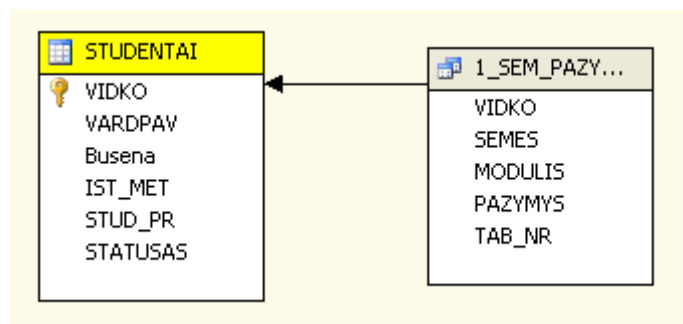 STUDENTAI
VIDKO
VARDPAV
Busena
IST_MET
STUD_PR
STATUSAS
1_SEM_PAZY...
VIDKO
SEMES
MODULIS
PAZYMYS
TAB_NR